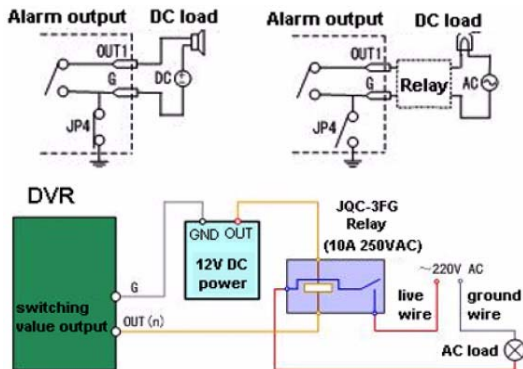 Alarm output
DC load
OUT1
G
DC
JP4
Alarm output
DC load
OUT1
G
Relay
AC
JP4
DVR
switching
value output
G
OUT(n)
GND OUT
12V DC
power
JQC-3FG
Relay
(10A 250VAC)
~220V AC
live
wire
ground
wire
AC load